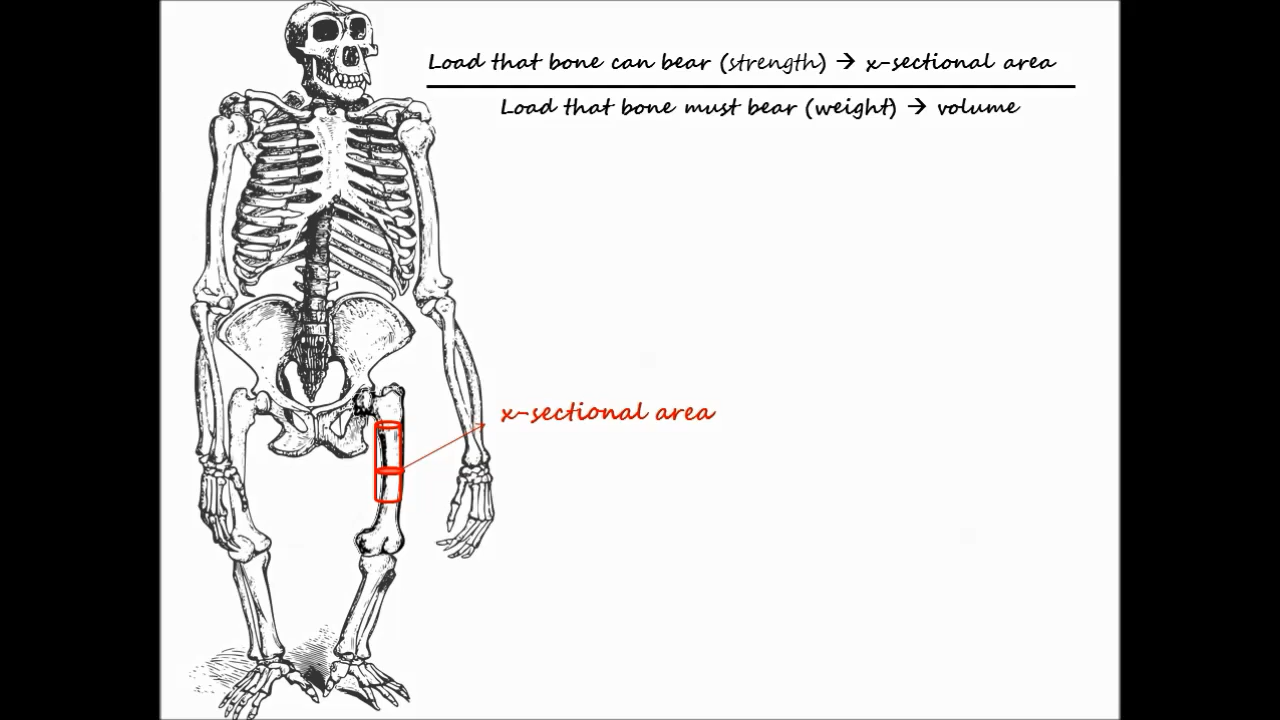 Load that bone can bear (strength) → x-sectional area
Load that bone must bear (weight) → volume
x-sectional area